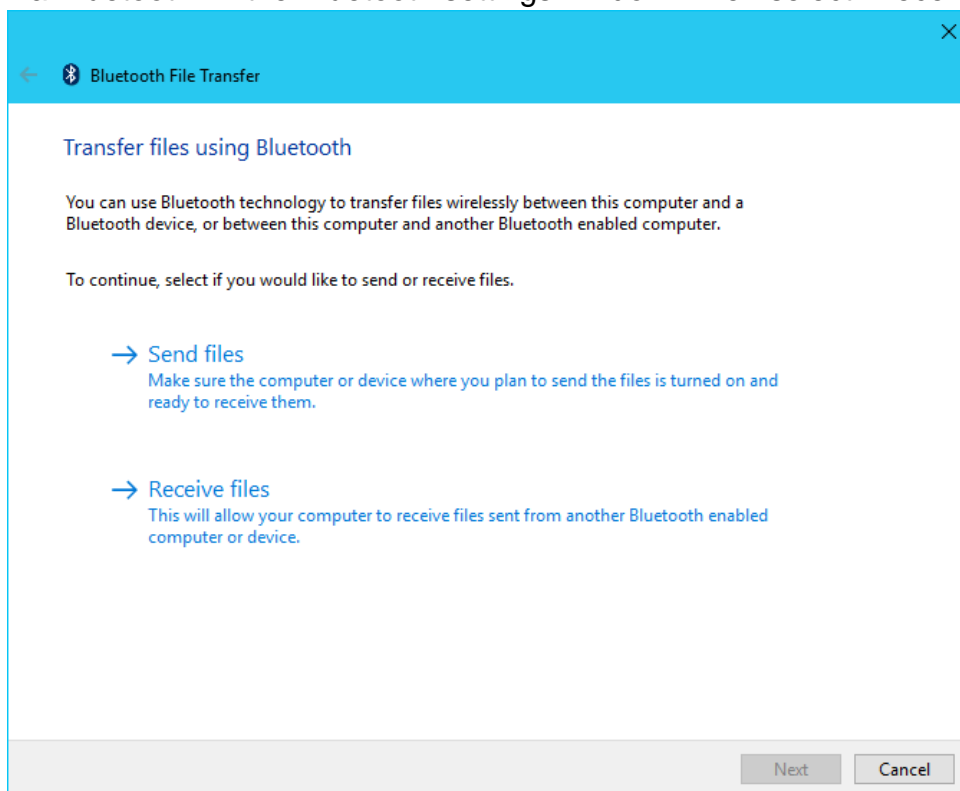 Bluetooth File Transfer
Transfer files using Bluetooth
You can use Bluetooth technology to transfer files wirelessly between this computer and a
Bluetooth device, or between this computer and another Bluetooth enabled computer.
To continue, select if you would like to send or receive files.
Send files
Make sure the computer or device where you plan to send the files is turned on and
ready to receive them.
Receive files
This will allow your computer to receive files sent from another Bluetooth enabled
computer or device.
Next Cancel